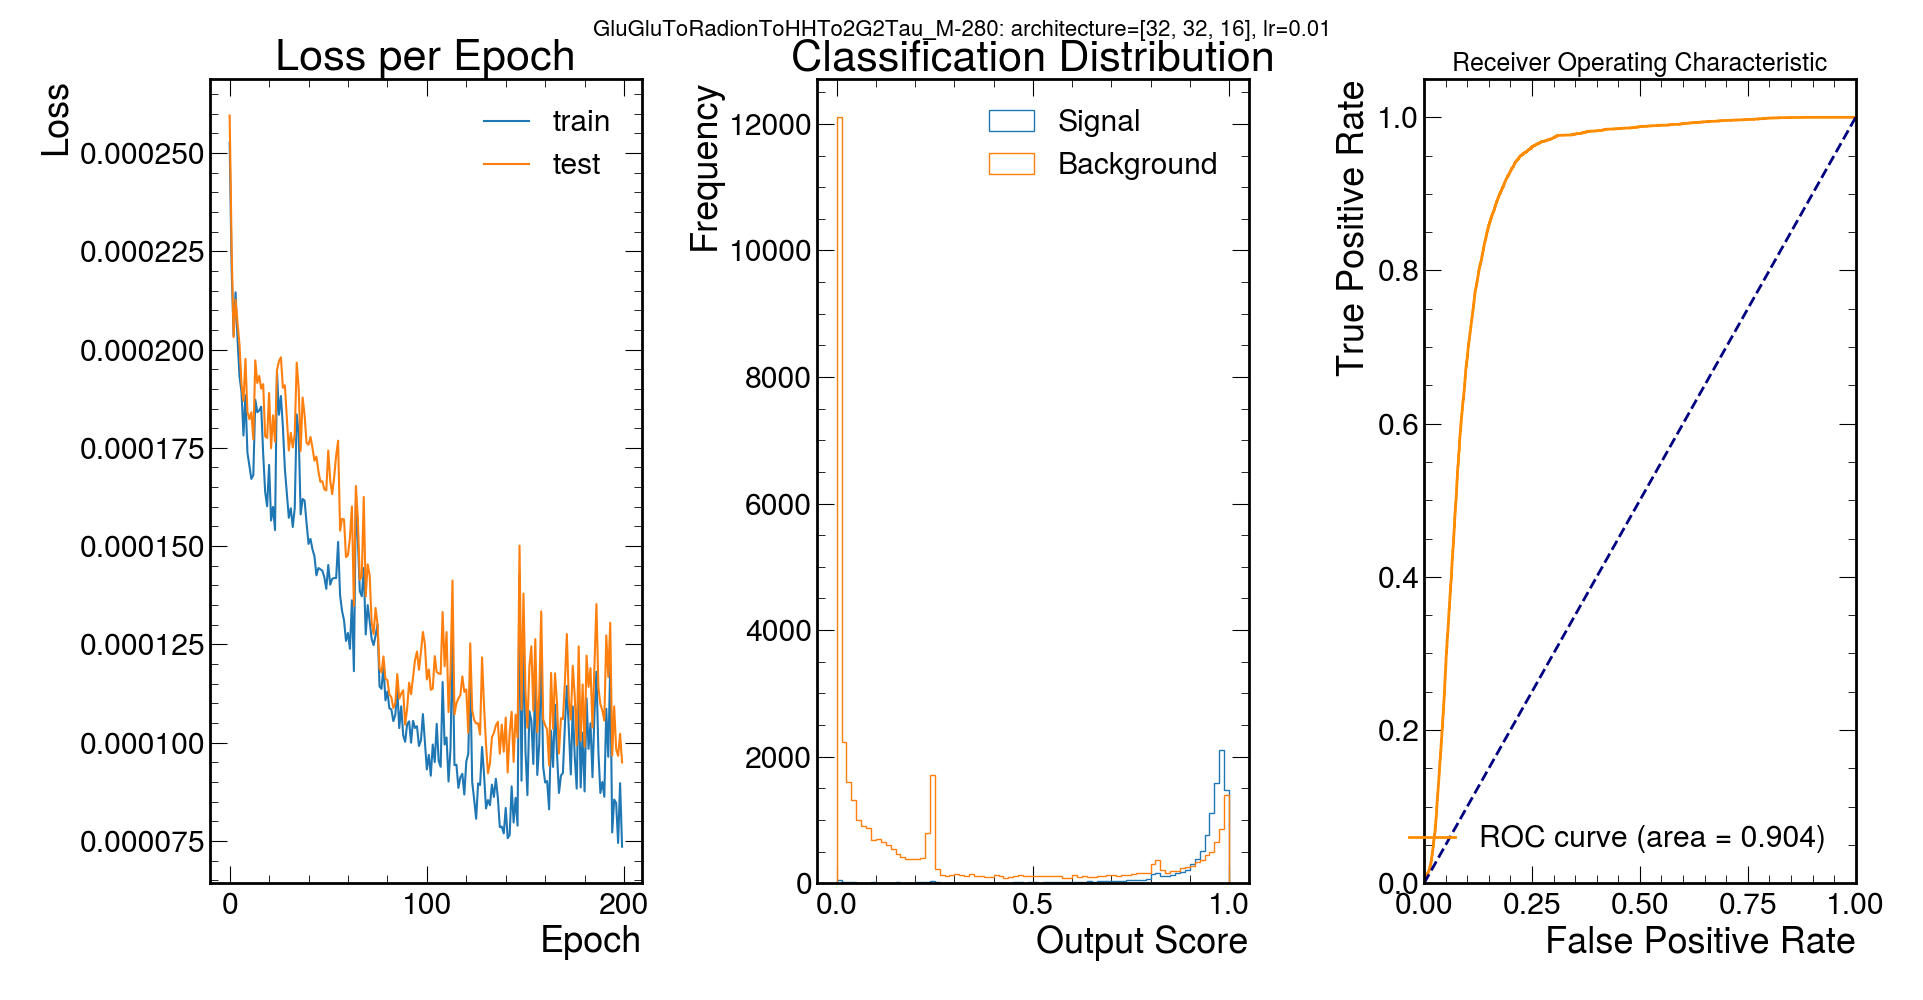 GluGluToRadionToHHTo2G2Tau_M-280: architecture=[32, 32, 16], lr=0.01
Loss per Epoch
Loss
train
test
0.000250
0.000225
0.000200
0.000175
0.000150
0.000125
0.000100
0.000075
0
100
200
Epoch
Classification Distribution
Frequency
Signal
Background
12000
10000
8000
6000
4000
2000
0
0.0
0.5
1.0
Output Score
Receiver Operating Characteristic
True Positive Rate
1.0
0.8
0.6
0.4
0.2
0.0
ROC curve (area = 0.904)
0.00
0.25
0.50
0.75
1.00
False Positive Rate